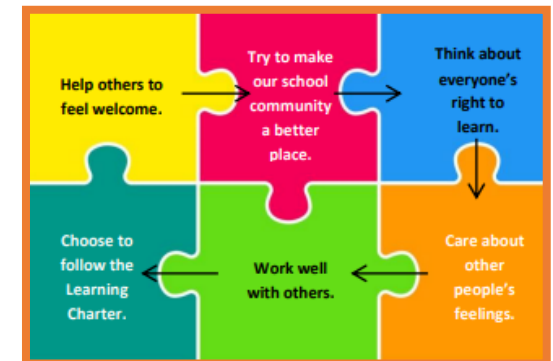 Help others to
feel welcome.
Try to make
our school
community
a better
place.
Think about
everyone's
right to
learn.
Care about
other
people's
feelings.
Work well
with others.
Choose to
follow the
Learning
Charter.